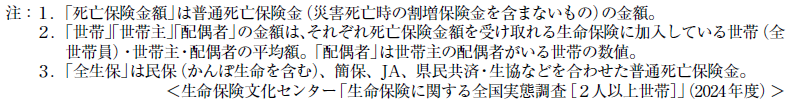 注：1．「死亡保険金額」は普通死亡保険金（災害死亡時の割増保険金を含まないもの）の金額。
2．「世帯」「世帯主」「配偶者」の金額は、それぞれ死亡保険金額を受け取れる生命保険に加入している世帯（全
世帯員）・世帯主・配偶者の平均額。「配偶者」は世帯主の配偶者がいる世帯の数値。
3．「全生保」は民保（かんぽ生命を含む）、簡保、JA、県民共済・生協などを合わせた普通死亡保険金。
＜生命保険文化センター「生命保険に関する全国実態調査［２人以上世帯］」（2024年度）＞